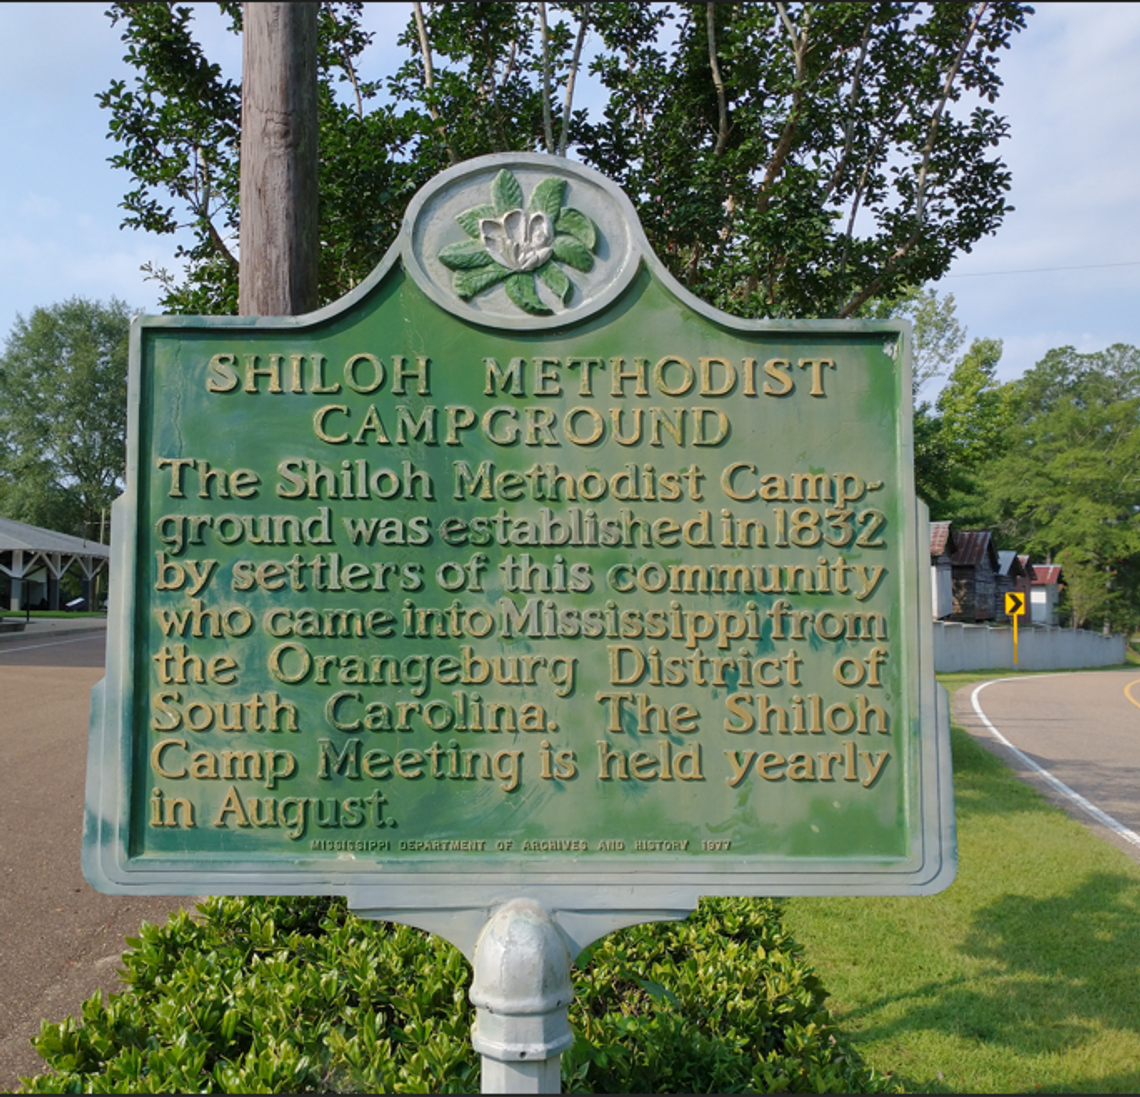 SHILOH METHODIST
CAMPGROUND
The Shiloh Methodist Camp-
ground was established in 1832
by settlers of this community
who came into Mississippi from
the Orangeburg District of
South Carolina. The Shiloh
Camp Meeting is held yearly
in August.
MISSISSIPPI DEPARTMENT OF ARCHIVES AND HISTORY 1977